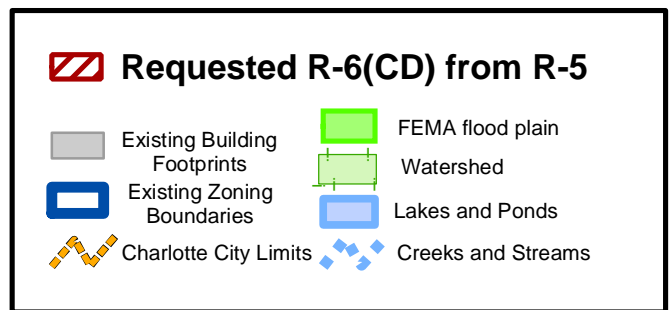 Requested R-6(CD) from R-5
Existing Building
Footprints
Existing Zoning
Boundaries
Charlotte City Limits
FEMA flood plain
Watershed
Lakes and Ponds
Creeks and Streams